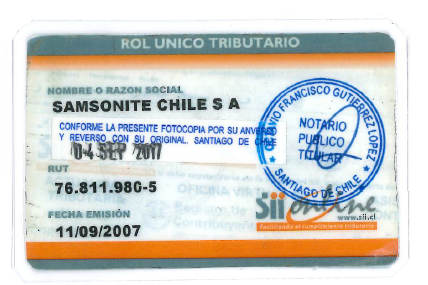 ROL UNICO TRIBUTARIO
NOMBRE O RAZON SOCIAL
SAMSONITE CHILE S A
CONFORME LA PRESENTE FOTOCOPIA POR SU ANVERSO
Y REVERSO CON SU ORIGINAL. SANTIAGO DE CHILE
04 SEP 2017
FRANCISCO GUTIERREZ LOPEZ
NOTARIO
PUBLICO
TITULAR
SANTIAGO DE CHILE
RUT
76.811.980-5
OFICINA
FECHA EMISIÓN
11/09/2007
Sii online
www.sii.cl
Facilitando el cumplimiento tributario